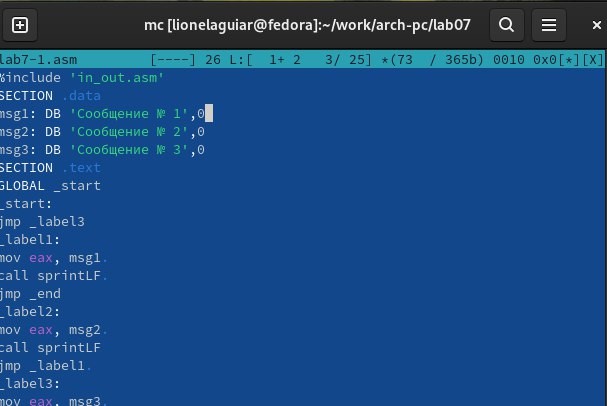 mc [lionelaguiar@fedora]:~/work/arch-pc/lab07
lab7-1.asm [----] 26 L:[ 1+ 2 3/ 25] *(73 / 365b) 0010 0x0[*][X]
%include 'in_out.asm'
SECTION .data
msg1: DB 'Сообщение № 1',0
msg2: DB 'Сообщение № 2',0
msg3: DB 'Сообщение № 3',0
SECTION .text
GLOBAL _start
_start:
jmp _label3
_label1:
mov eax, msg1.
call sprintLF.
jmp _end
_label2:
mov eax, msg2.
call sprintLF
jmp _label1.
_label3:
mov eax, msg3.